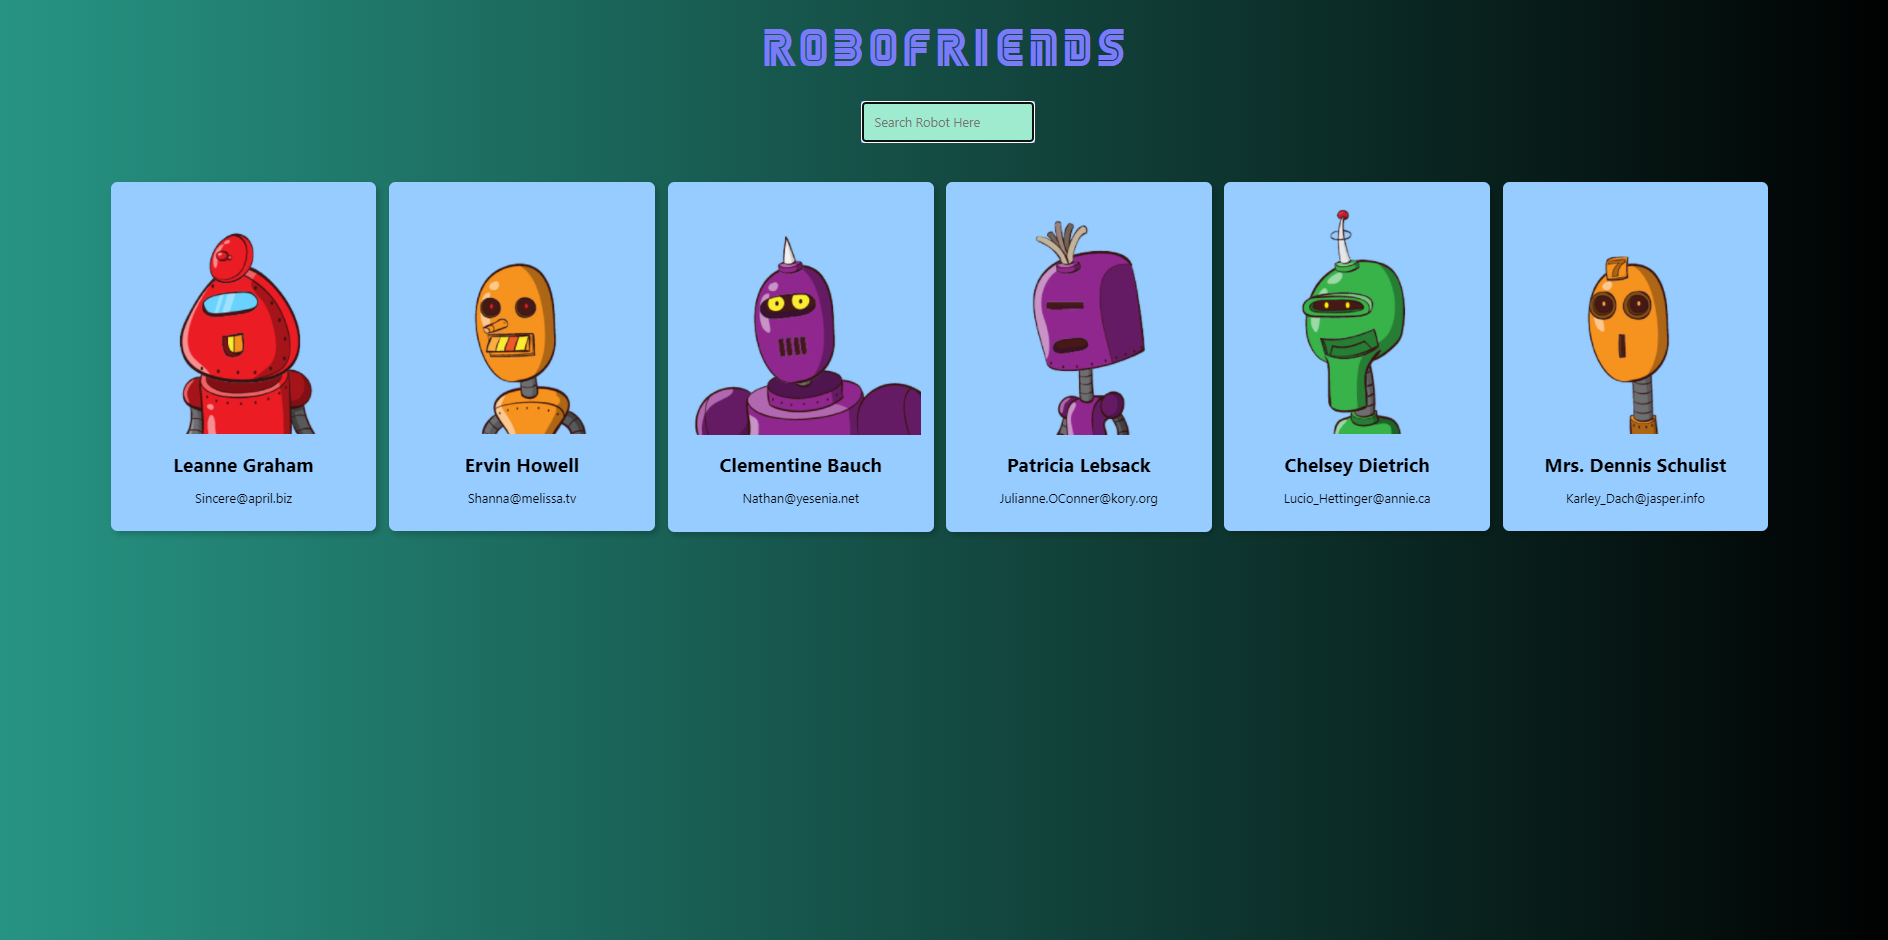 ROBOFRIENDS
Search Robot Here
Leanne Graham
Sincere@april.biz
Ervin Howell
Shanna@melissa.tv
Clementine Bauch
Nathan@yesenia.net
Patricia Lebsack
Julianne.OConner@kory.org
Chelsey Dietrich
Lucio_Hettinger@annie.ca
7
Mrs. Dennis Schulist
Karley_Dach@jasper.info